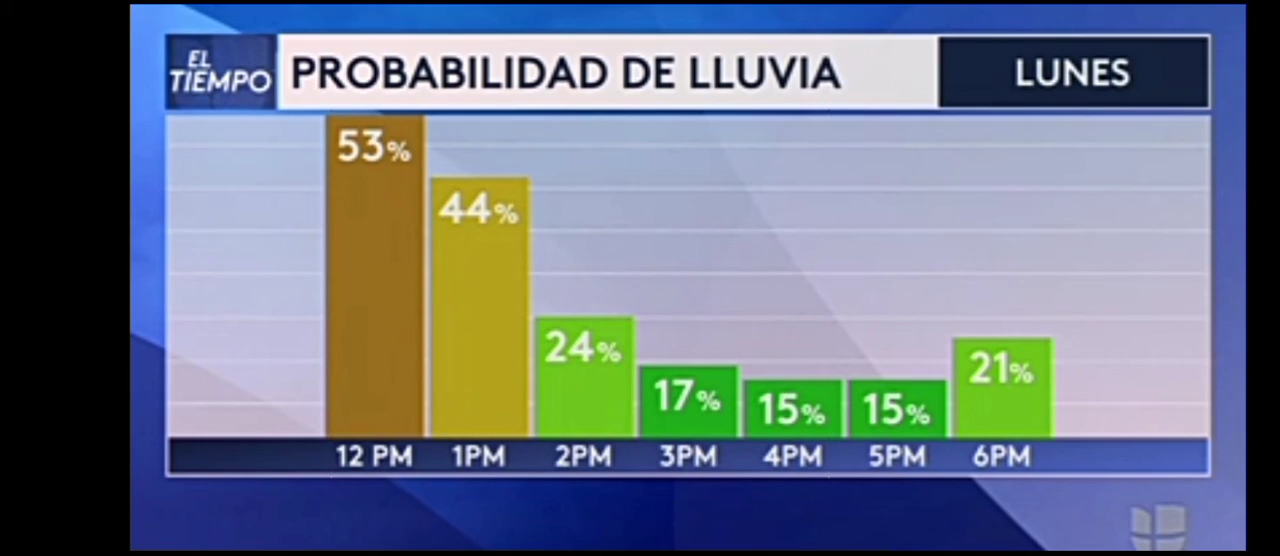 EL
TIEMPO
PROBABILIDAD DE LLUVIA
LUNES
53%
44%
24%
17%
15%
15%
21%
12 PM
1PM
2PM
3PM
4PM
5PM
6PM